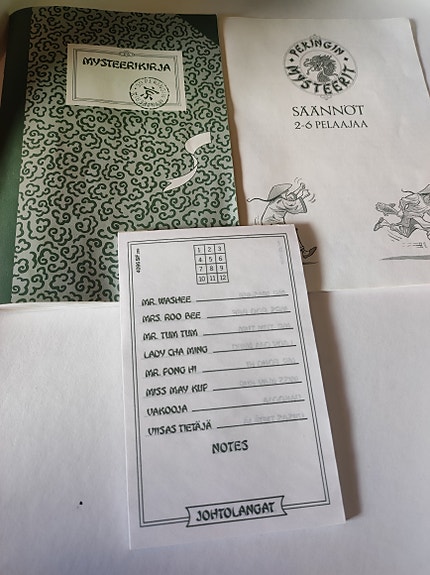 MYSTEERIKIRJA
PEKINGIN
MYSTEERIT
SÄÄNNÖT
2-6 PELAAJAA
1 2 3
4 5 6
7 8 9
10 11 12
MR. WASHEE
MRS. ROO BEE
MR. TUM TUM
LADY CHA MING
MR. FONG HI
MISS MAY KUP
VAKOOJA
VIISAS TIETÄJÄ
NOTES
JOHTOLANGAT